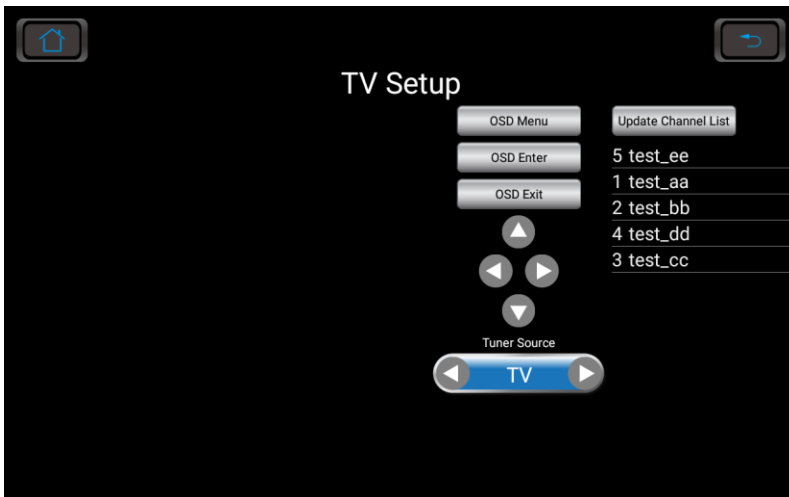 TV Setup
OSD Menu
OSD Enter
OSD Exit
Tuner Source
TV
Update Channel List
5 test_ee
1 test_aa
2 test_bb
4 test_dd
3 test_cc